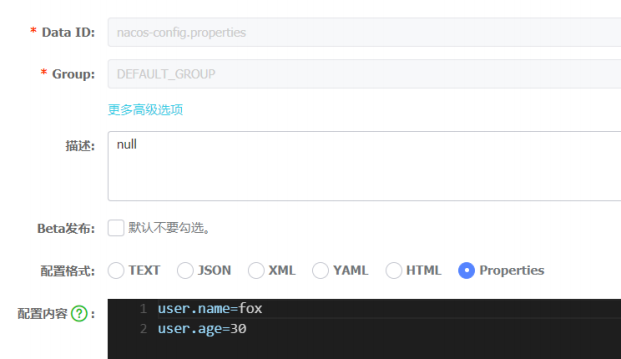 * Data ID: nacos-config.properties
* Group: DEFAULT_GROUP
更多高级选项
描述: null
Beta发布: 默认不要勾选。
配置格式: TEXT JSON XML YAML HTML Properties
配置内容 ? :
1 user.name=fox
2 user.age=30